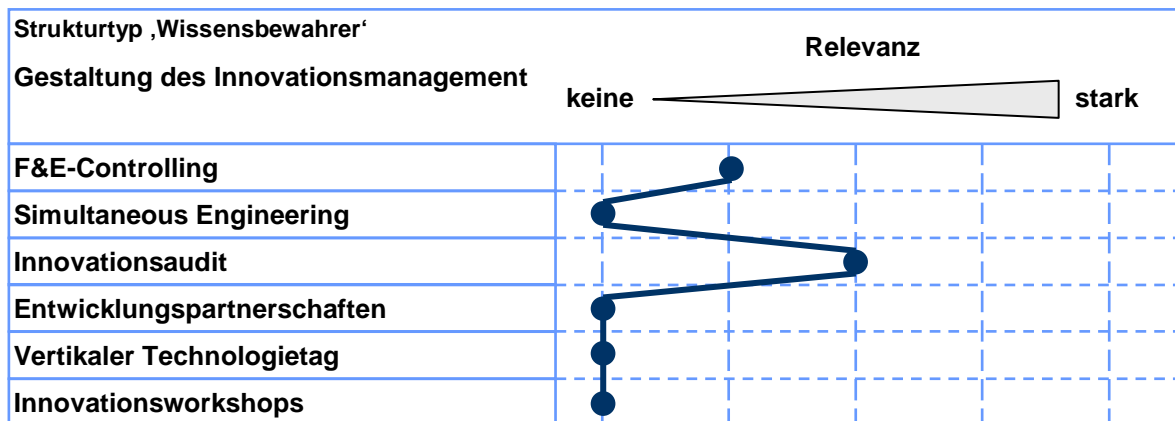 Strukturtyp ‚Wissensbewahrer‘
Gestaltung des Innovationsmanagement
Relevanz
keine
stark
F&E-Controlling
Simultaneous Engineering
Innovationsaudit
Entwicklungspartnerschaften
Vertikaler Technologietag
Innovationsworkshops